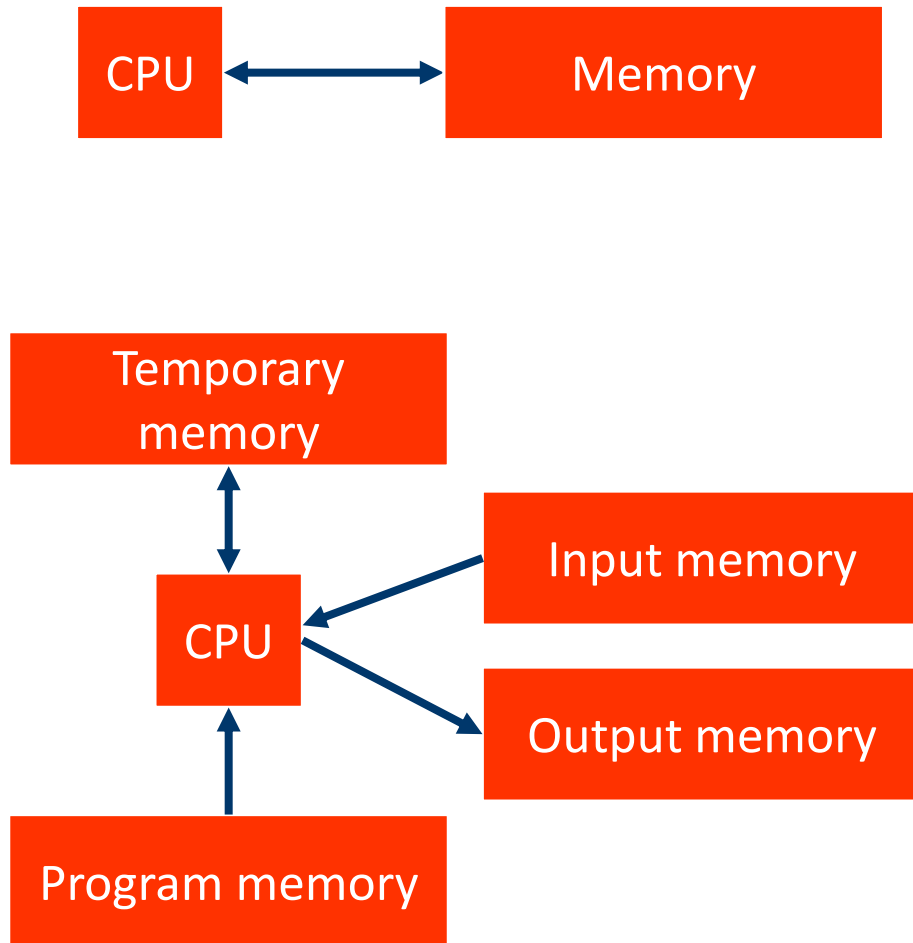 CPU
Memory
Temporary
memory
Input memory
CPU
Output memory
Program memory